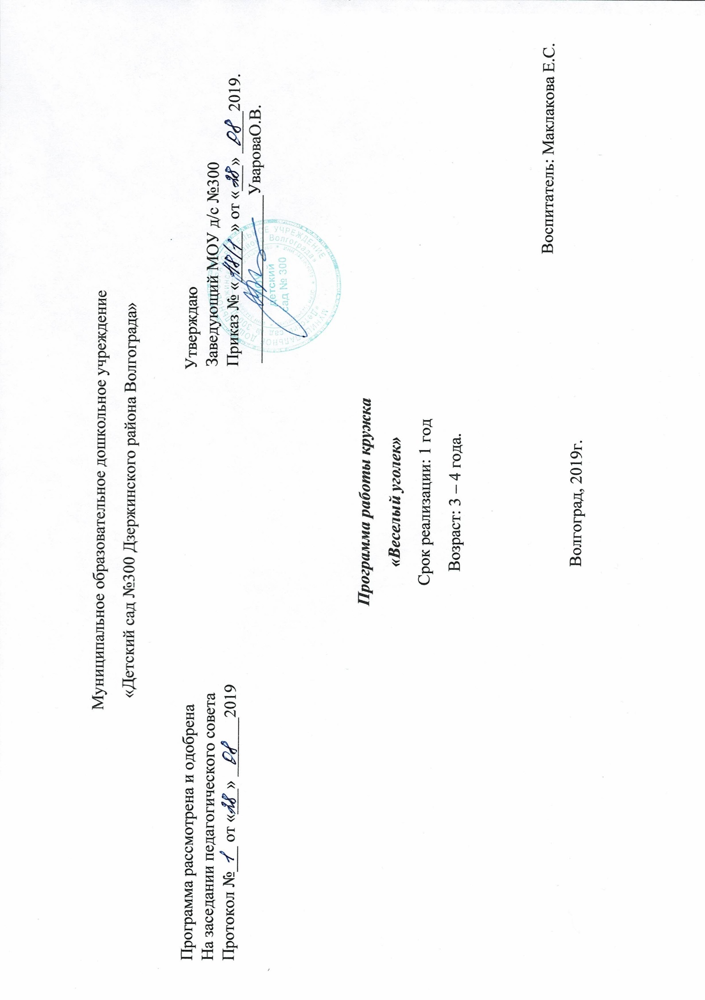 Муниципальное образовательное дошкольное учреждение
«Детский сад №300 Дзержинского района Волгограда»
Программа рассмотрена и одобрена
На заседании педагогического совета
Протокол № 1 от «28» 08 2019
Утверждаю
Заведующий МОУ д/с №300
Приказ № «118/1» от «28» 08 2019.
УвароваО.В.
детский
сад № 300
Программа работы кружка
«Веселый уголек»
Срок реализации: 1 год
Возраст: 3 – 4 года.
Воспитатель: Маклакова Е.С.
Волгоград, 2019г.